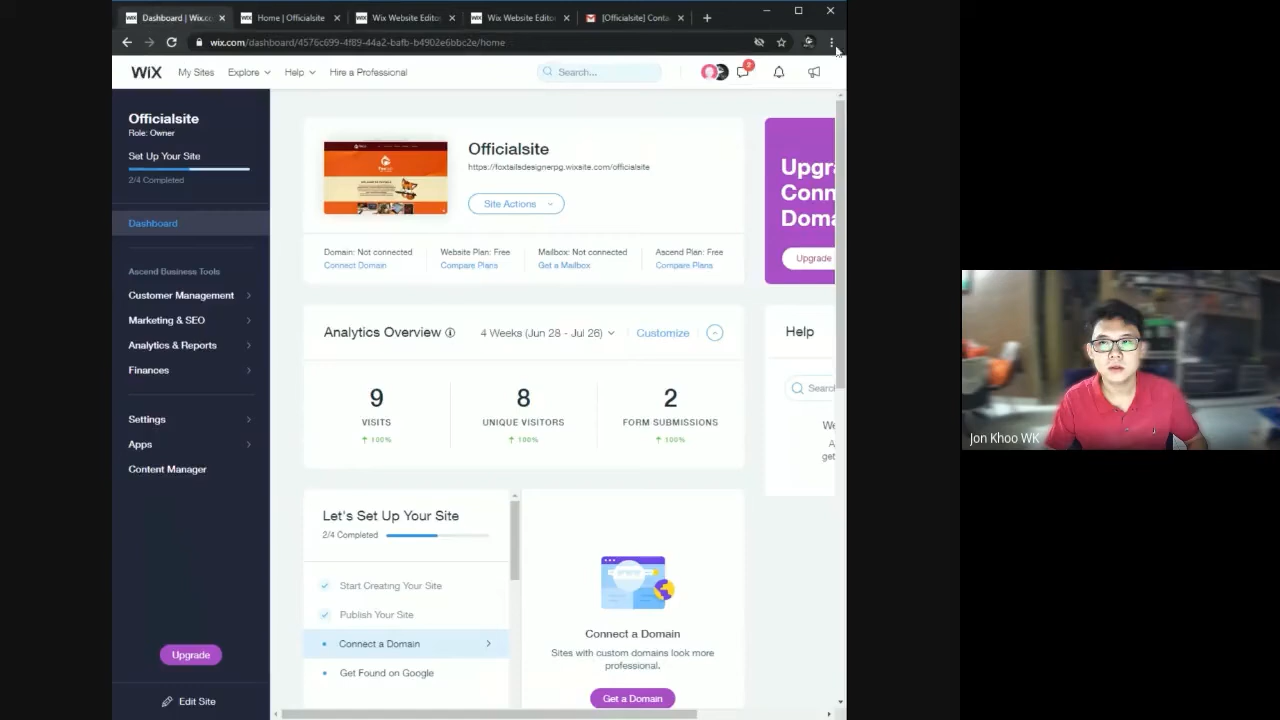 Dashboard | Wix.co
Home | Officialsite
Wix Website Edito
Wix Website Edito
[Officialsite] Conta
wix.com/dashboard/4576c699-4f89-44a2-bafb-b4902e6bbc2e/home
WIX
My Sites
Explore
Help
Hire a Professional
Search...
2
Officialsite
Role: Owner
Set Up Your Site
2/4 Completed
Dashboard
Ascend Business Tools
Customer Management
Marketing & SEO
Analytics & Reports
Finances
Settings
Apps
Content Manager
Upgrade
Edit Site
Officialsite
https://foxtailsdesignerpg.wixsite.com/officialsite
Site Actions
Domain: Not connected
Connect Domain
Website Plan: Free
Compare Plans
Mailbox: Not connected
Get a Mailbox
Ascend Plan: Free
Compare Plans
Upgra
Conn
Doma
Upgrade
Analytics Overview
4 Weeks (Jun 28 - Jul 26)
Customize
9
VISITS
↑ 100%
8
UNIQUE VISITORS
↑ 100%
2
FORM SUBMISSIONS
↑ 100%
Help
Searc
We
A
get
Let's Set Up Your Site
2/4 Completed
Start Creating Your Site
Publish Your Site
Connect a Domain
Get Found on Google
Connect a Domain
Sites with custom domains look more
professional.
Get a Domain
Jon Khoo WK